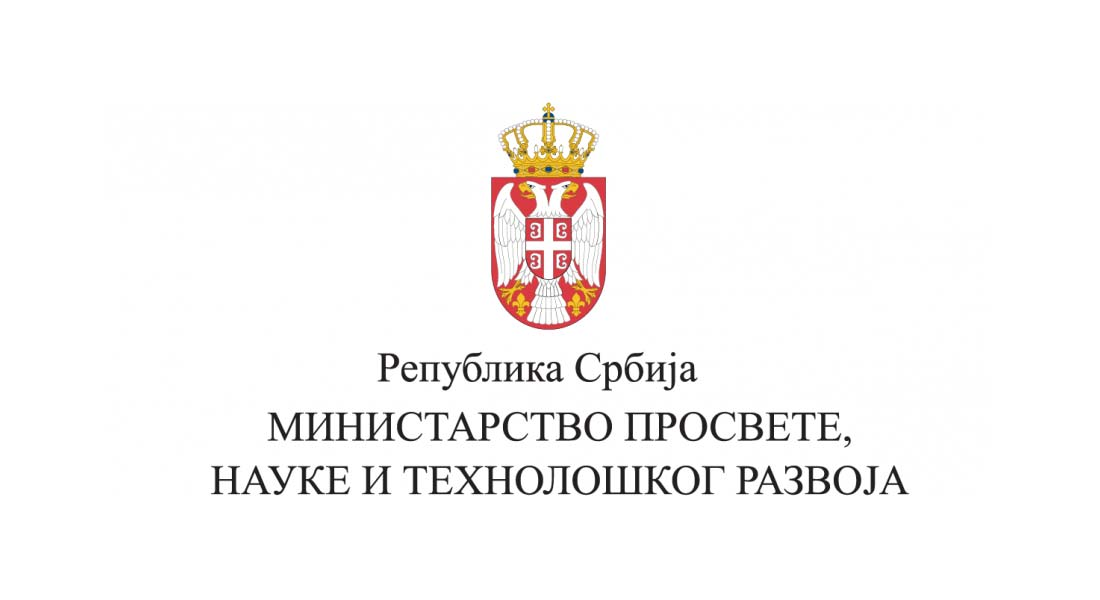 Република Србија
МИНИСТАРСТВО ПРОСВЕТЕ,
НАУКЕ И ТЕХНОЛОШКОГ РАЗВОЈА